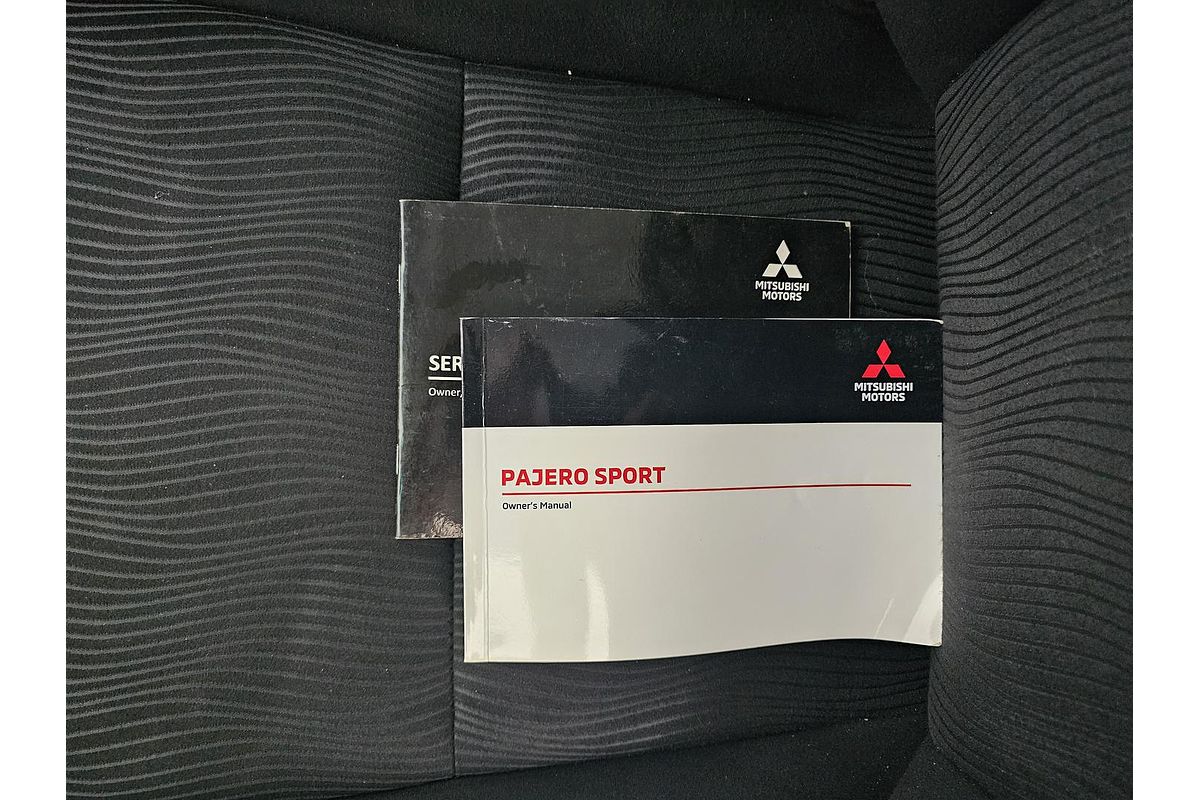 MITSUBISHI
MOTORS
SER
Owner,
MITSUBISHI
MOTORS
PAJERO SPORT
Owner's Manual